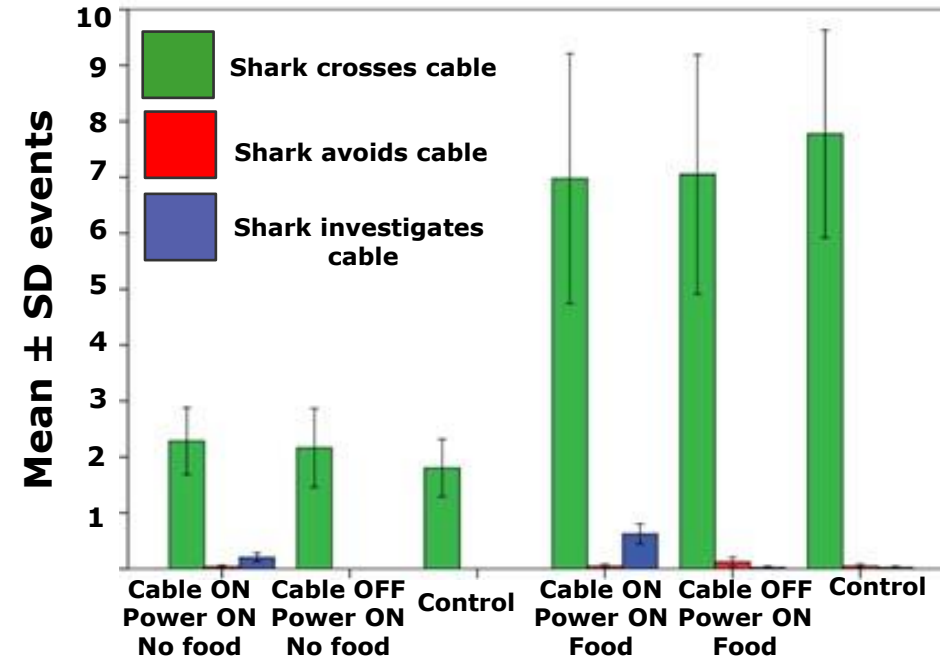 Mean ± SD events
10
9
8
7
6
5
4
3
2
1
Shark crosses cable
Shark avoids cable
Shark investigates
cable
Cable ON
Power ON
No food
Cable OFF
Power ON
No food
Control
Cable ON
Power ON
Food
Cable OFF
Power ON
Food
Control